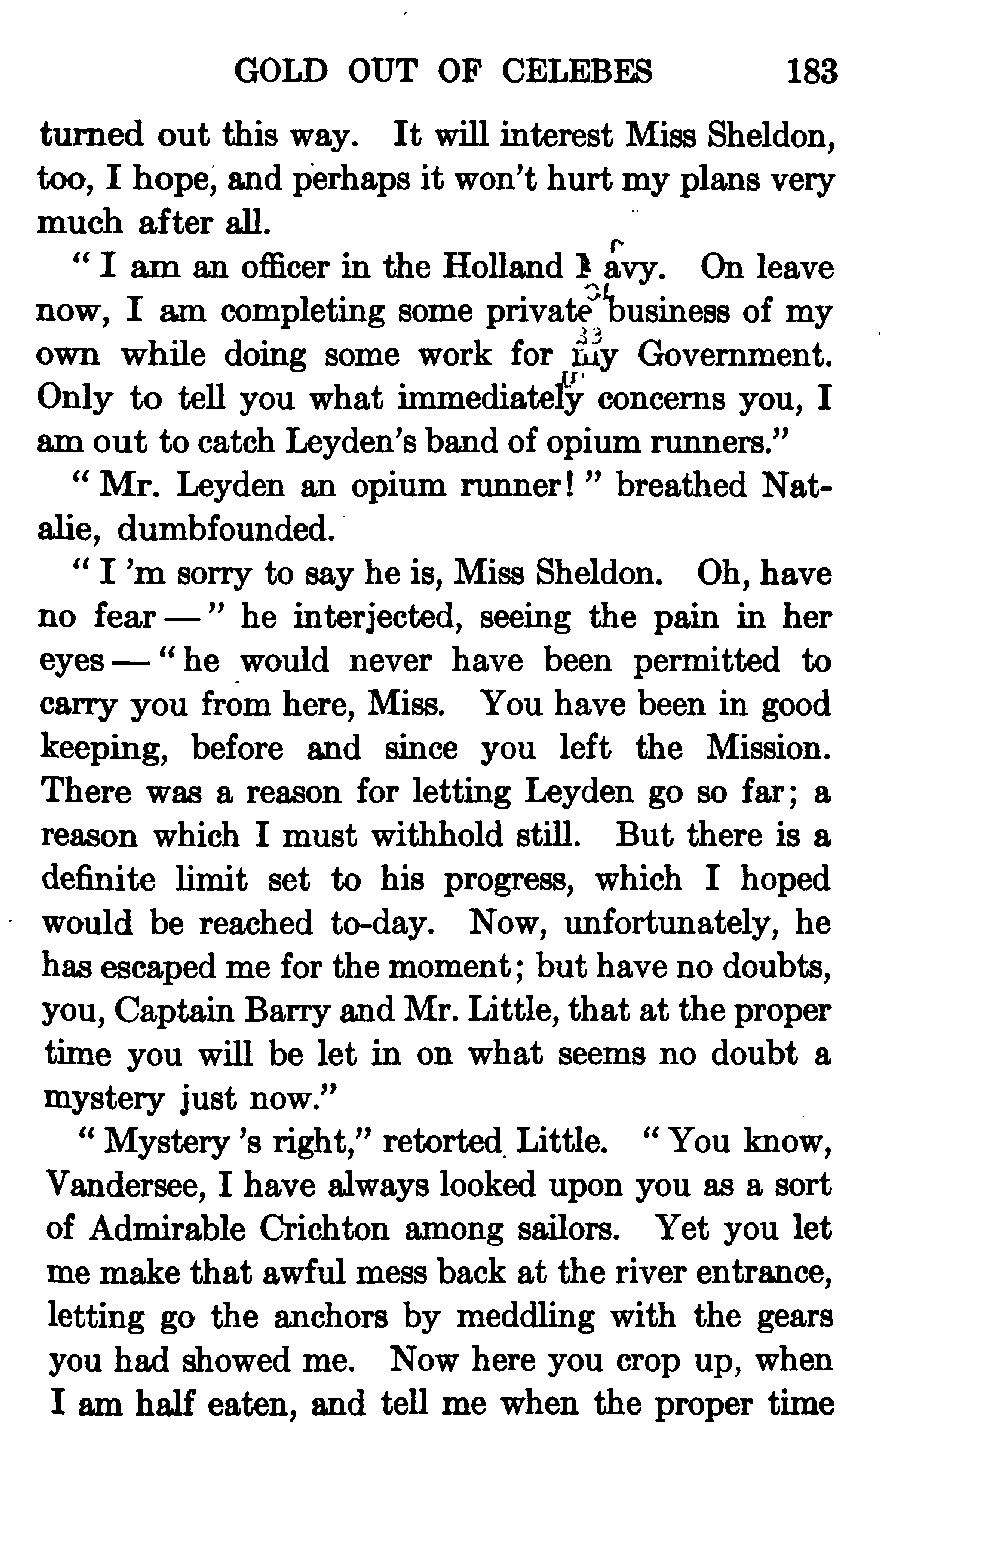 GOLD OUT OF CELEBES 183
turned out this way. It will interest Miss Sheldon,
too, I hope, and perhaps it won't hurt my plans very
much after all.
" I am an officer in the Holland Navy. On leave
now, I am completing some private business of my
own while doing some work for my Government.
Only to tell you what immediately concerns you, I
am out to catch Leyden's band of opium runners."
" Mr. Leyden an opium runner! " breathed Nat-
alie, dumbfounded.
" I 'm sorry to say he is, Miss Sheldon. Oh, have
no fear — " he interjected, seeing the pain in her
eyes — " he would never have been permitted to
carry you from here, Miss. You have been in good
keeping, before and since you left the Mission.
There was a reason for letting Leyden go so far; a
reason which I must withhold still. But there is a
definite limit set to his progress, which I hoped
would be reached to-day. Now, unfortunately, he
has escaped me for the moment; but have no doubts,
you, Captain Barry and Mr. Little, that at the proper
time you will be let in on what seems no doubt a
mystery just now."
" Mystery 's right," retorted Little. " You know,
Vandersee, I have always looked upon you as a sort
of Admirable Crichton among sailors. Yet you let
me make that awful mess back at the river entrance,
letting go the anchors by meddling with the gears
you had showed me. Now here you crop up, when
I am half eaten, and tell me when the proper time